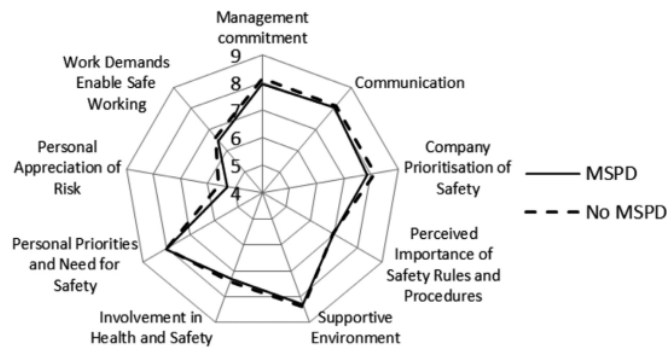 Management
commitment
Communication
Company
Prioritisation of
Safety
Perceived
Importance of
Safety Rules and
Procedures
Supportive
Environment
Involvement in
Health and Safety
Personal Priorities
and Need for
Safety
Personal
Appreciation of
Risk
Work Demands
Enable Safe
Working
9
8
7
6
5
4
MSPD
No MSPD